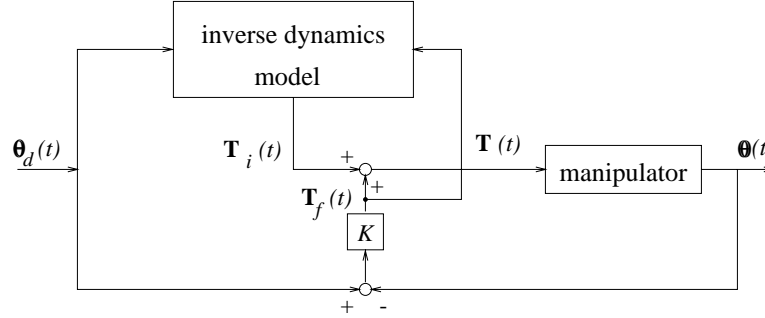 inverse dynamics
model
θd(t)
Ti(t)
+
T(t)
manipulator
θ(t
+
Tf(t)
K
+
-